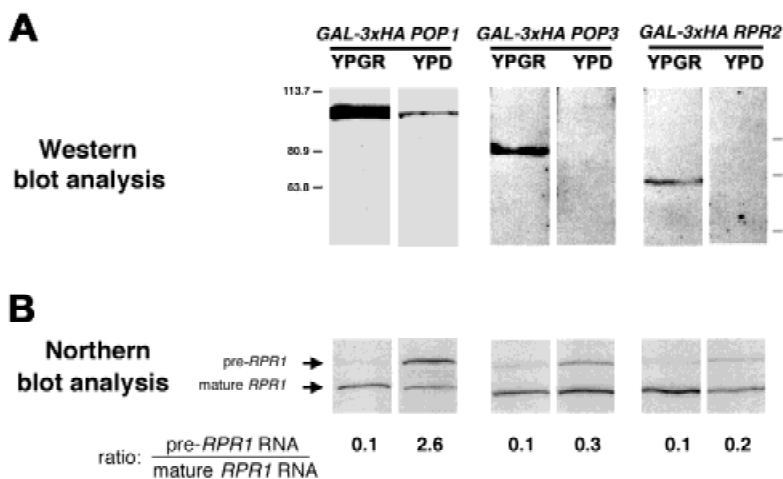 A
GAL-3xHA POP1 GAL-3xHA POP3 GAL-3xHA RPR2
YPGR YPD YPGR YPD YPGR YPD
113.7
80.9
63.8
Western
blot analysis
B
Northern
blot analysis
pre-RPR1
mature RPR1
ratio: pre-RPR1 RNA
mature RPR1 RNA
0.1 2.6 0.1 0.3 0.1 0.2